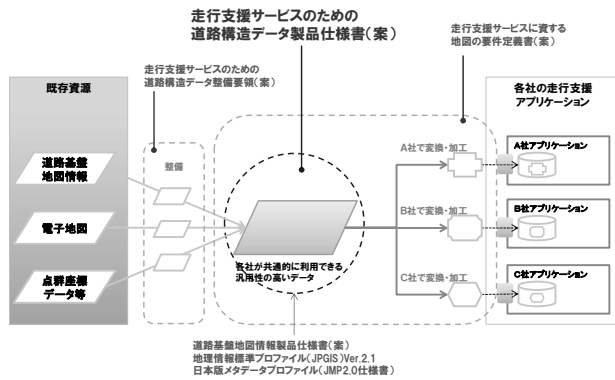 走行支援サービスのための
道路構造データ製品仕様書(案)
走行支援サービスに資する
地図の要件定義書(案)
走行支援サービスのための
道路構造データ整備要領(案)
既存資源
各社の走行支援
アプリケーション
整備
道路基盤
地図情報
電子地図
点群座標
データ等
A社で変換・加工
B社で変換・加工
C社で変換・加工
A社アプリケーション
B社アプリケーション
C社アプリケーション
各社が共通的に利用できる
汎用性の高いデータ
道路基盤地図情報製品仕様書(案)
地理情報標準プロファイル(JPGIS)Ver.2.1
日本版メタデータプロファイル(JMP2.0仕様書)